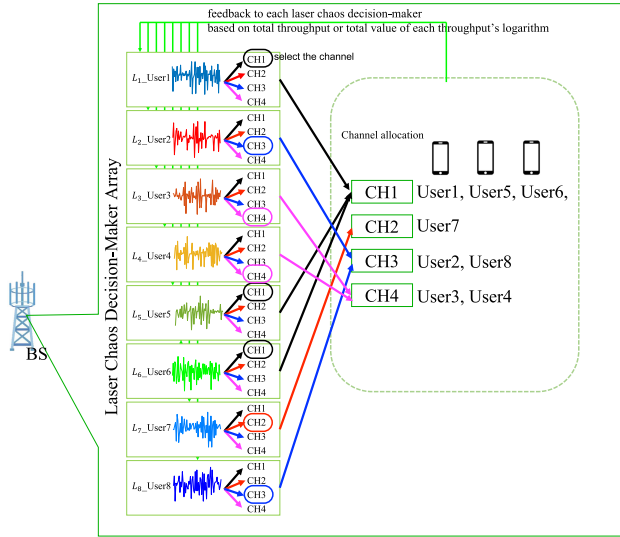 feedback to each laser chaos decision-maker
based on total throughput or total value of each throughput's logarithm
Laser Chaos Decision-Maker Array
BS
L1_User1
CH1
select the channel
CH2
CH3
CH4
L2_User2
CH1
CH2
CH3
CH4
L3_User3
CH1
CH2
CH3
CH4
L4_User4
CH1
CH2
CH3
CH4
L5_User5
CH1
CH2
CH3
CH4
L6_User6
CH1
CH2
CH3
CH4
L7_User7
CH1
CH2
CH3
CH4
L8_User8
CH1
CH2
CH3
CH4
Channel allocation
CH1 User1, User5, User6,
CH2 User7
CH3 User2, User8
CH4 User3, User4